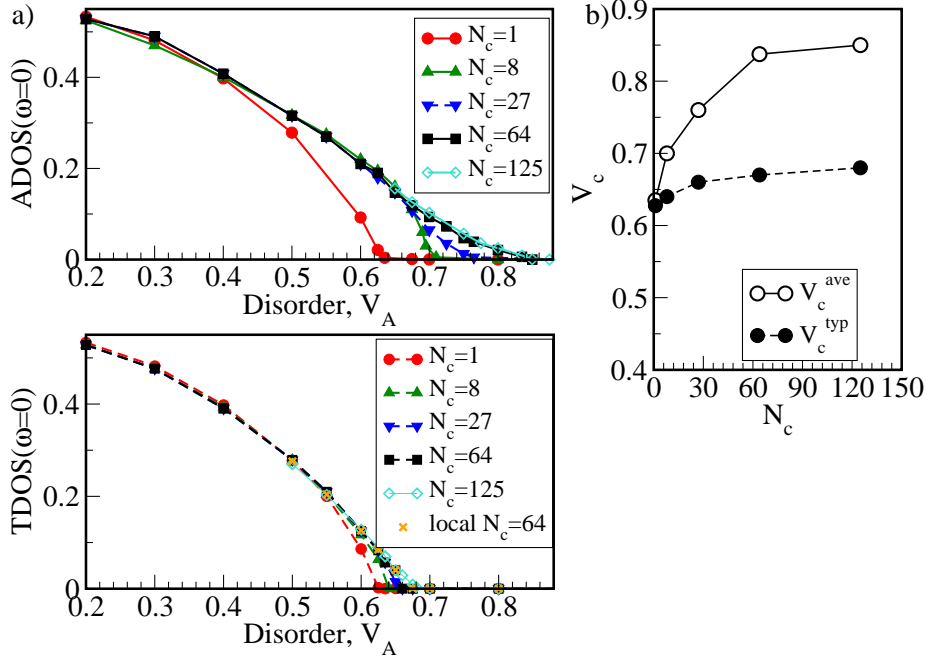 a)
ADOS(ω=0)
0.4
0.2
0
0.2 0.3 0.4 0.5 0.6 0.7 0.8
Disorder, V_A
N_c=1
N_c=8
N_c=27
N_c=64
N_c=125
TDOS(ω=0)
0.4
0.2
0
0.2 0.3 0.4 0.5 0.6 0.7 0.8
Disorder, V_A
N_c=1
N_c=8
N_c=27
N_c=64
N_c=125
local N_c=64
b)
V_c
0.9
0.8
0.7
0.6
0.5
0.4
0 30 60 90 120 150
N_c
V_c^ave
V_c^typ